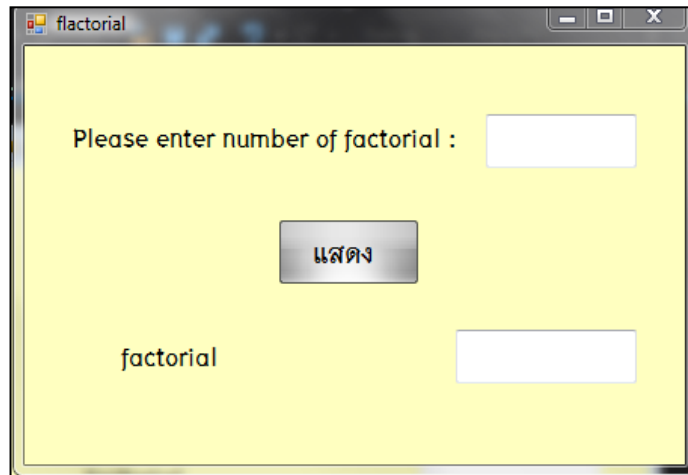 flactorial
Please enter number of factorial :
แสดง
factorial